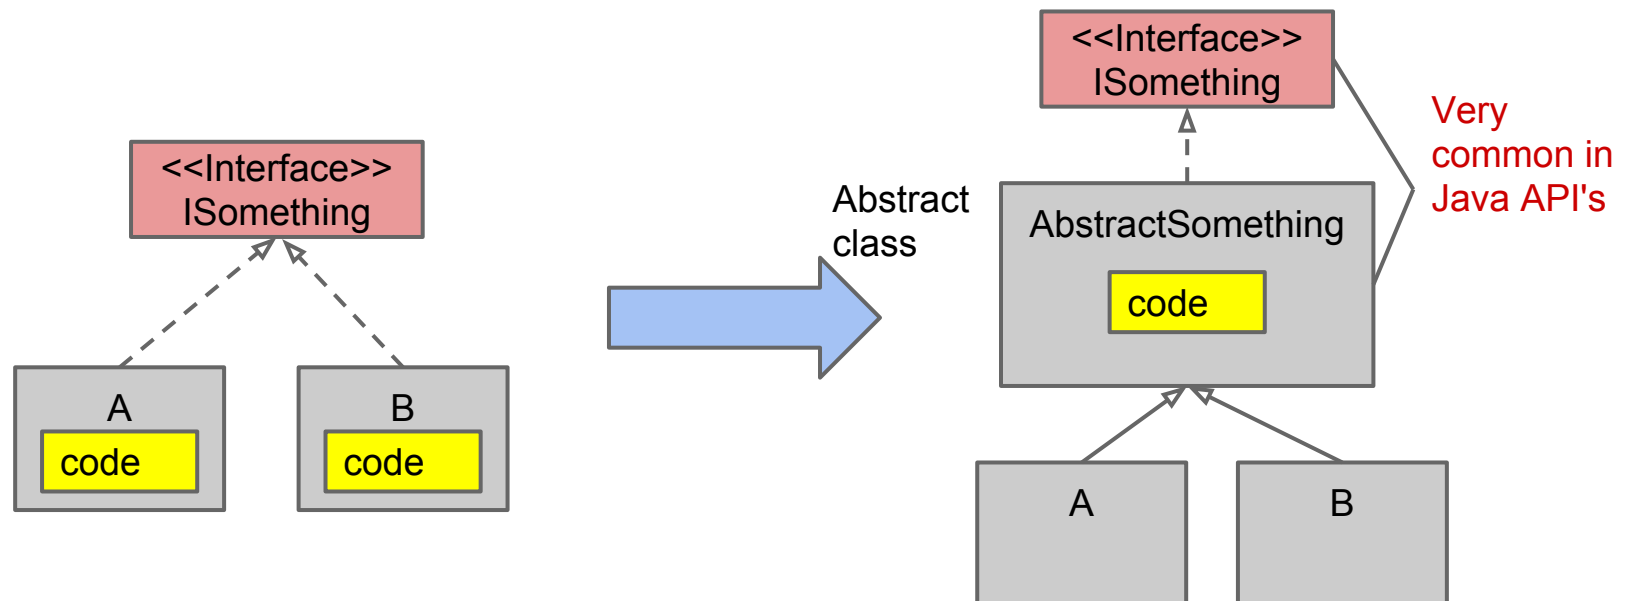 <<Interface>>
ISomething
A
code
B
code
Abstract
class
<<Interface>>
ISomething
AbstractSomething
code
A
B
Very
common in
Java API's